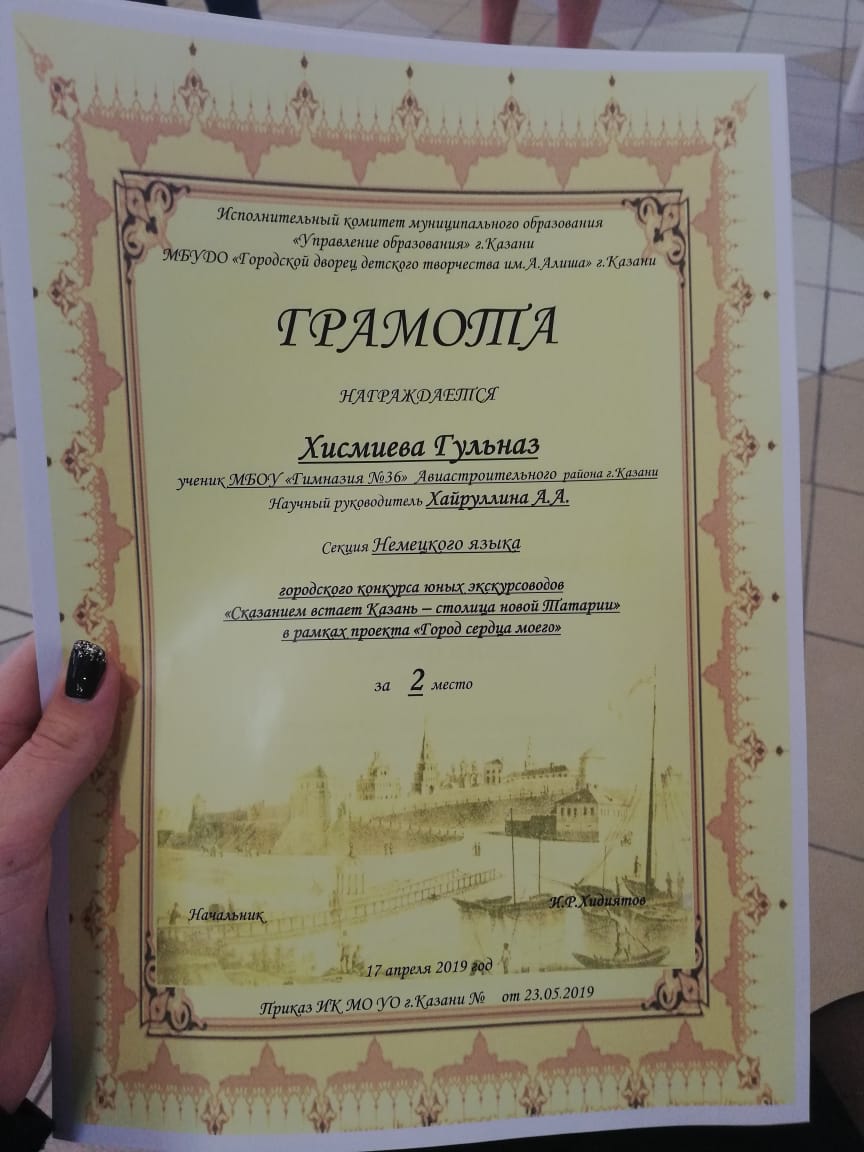 Исполнительный комитет муниципального образования
«Управление образования» г.Казани
МБУДО «Городской дворец детского творчества им.А.Алиша» г.Казани
ГРАМОТА
НАГРАЖДАЕТСЯ
Хисмиева Гульназ
ученик МБОУ «Гимназия №36» Авиастроительного района г.Казани
Научный руководитель Хайруллина А.А.
Секция Немецкого языка
городского конкурса юных экскурсоводов
«Сказанием встает Казань – столица новой Татарии»
в рамках проекта «Город сердца моего»
за 2 место
Начальник И.Р.Хидиятов
17 апреля 2019 год
Приказ ИК МО УО г.Казани № от 23.05.2019